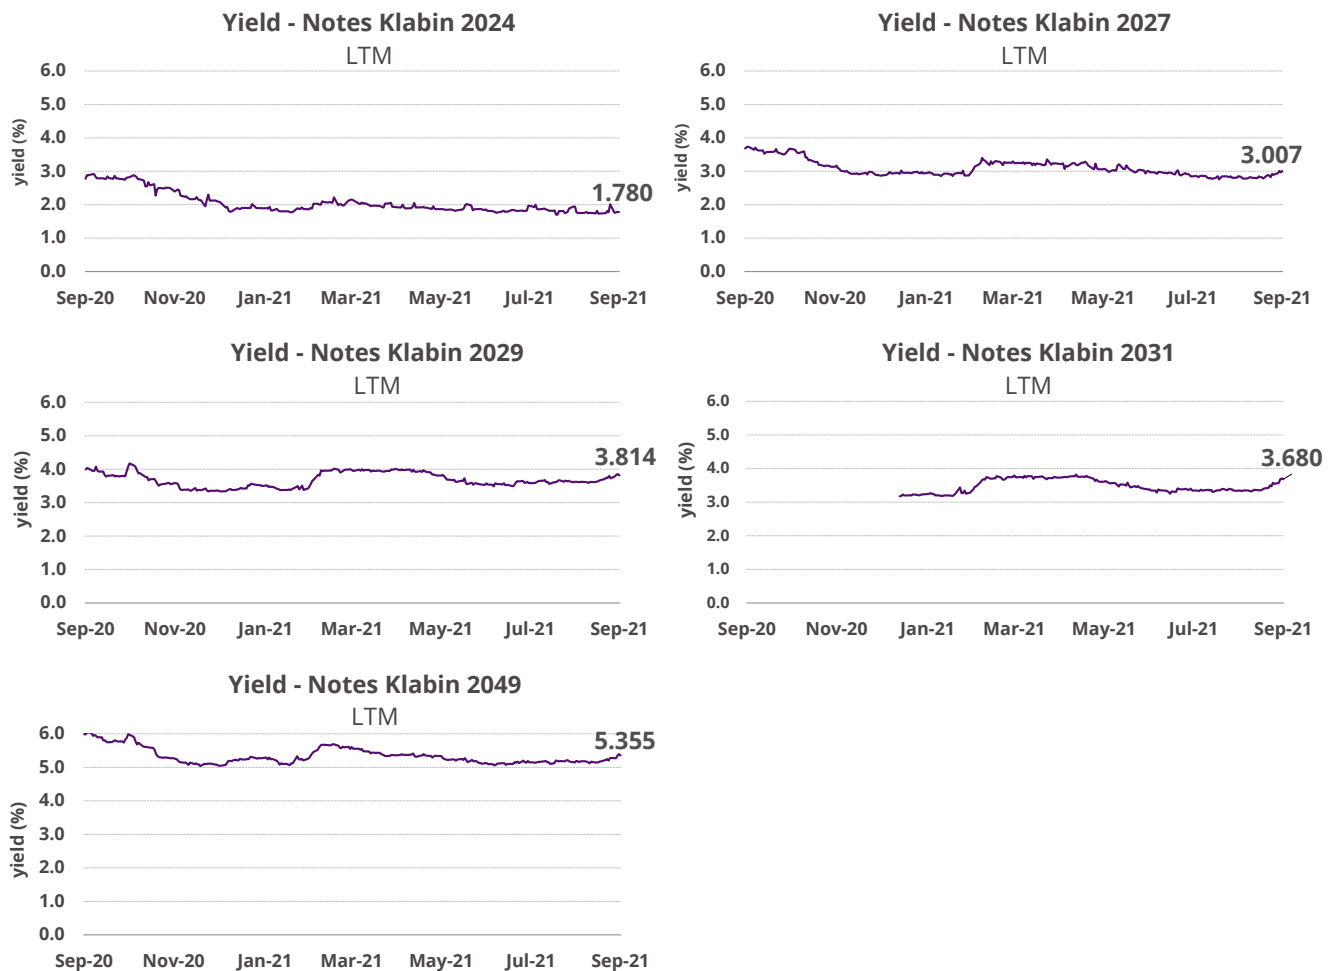 Yield - Notes Klabin 2024
LTM
yield (%)
6.0
5.0
4.0
3.0
2.0
1.0
0.0
1.780
Sep-20 Nov-20 Jan-21 Mar-21 May-21 Jul-21 Sep-21
Yield - Notes Klabin 2027
LTM
yield (%)
6.0
5.0
4.0
3.0
2.0
1.0
0.0
3.007
Sep-20 Nov-20 Jan-21 Mar-21 May-21 Jul-21 Sep-21
Yield - Notes Klabin 2029
LTM
yield (%)
6.0
5.0
4.0
3.0
2.0
1.0
0.0
3.814
Sep-20 Nov-20 Jan-21 Mar-21 May-21 Jul-21 Sep-21
Yield - Notes Klabin 2031
LTM
yield (%)
6.0
5.0
4.0
3.0
2.0
1.0
0.0
3.680
Sep-20 Nov-20 Jan-21 Mar-21 May-21 Jul-21 Sep-21
Yield - Notes Klabin 2049
LTM
yield (%)
6.0
5.0
4.0
3.0
2.0
1.0
0.0
5.355
Sep-20 Nov-20 Jan-21 Mar-21 May-21 Jul-21 Sep-21